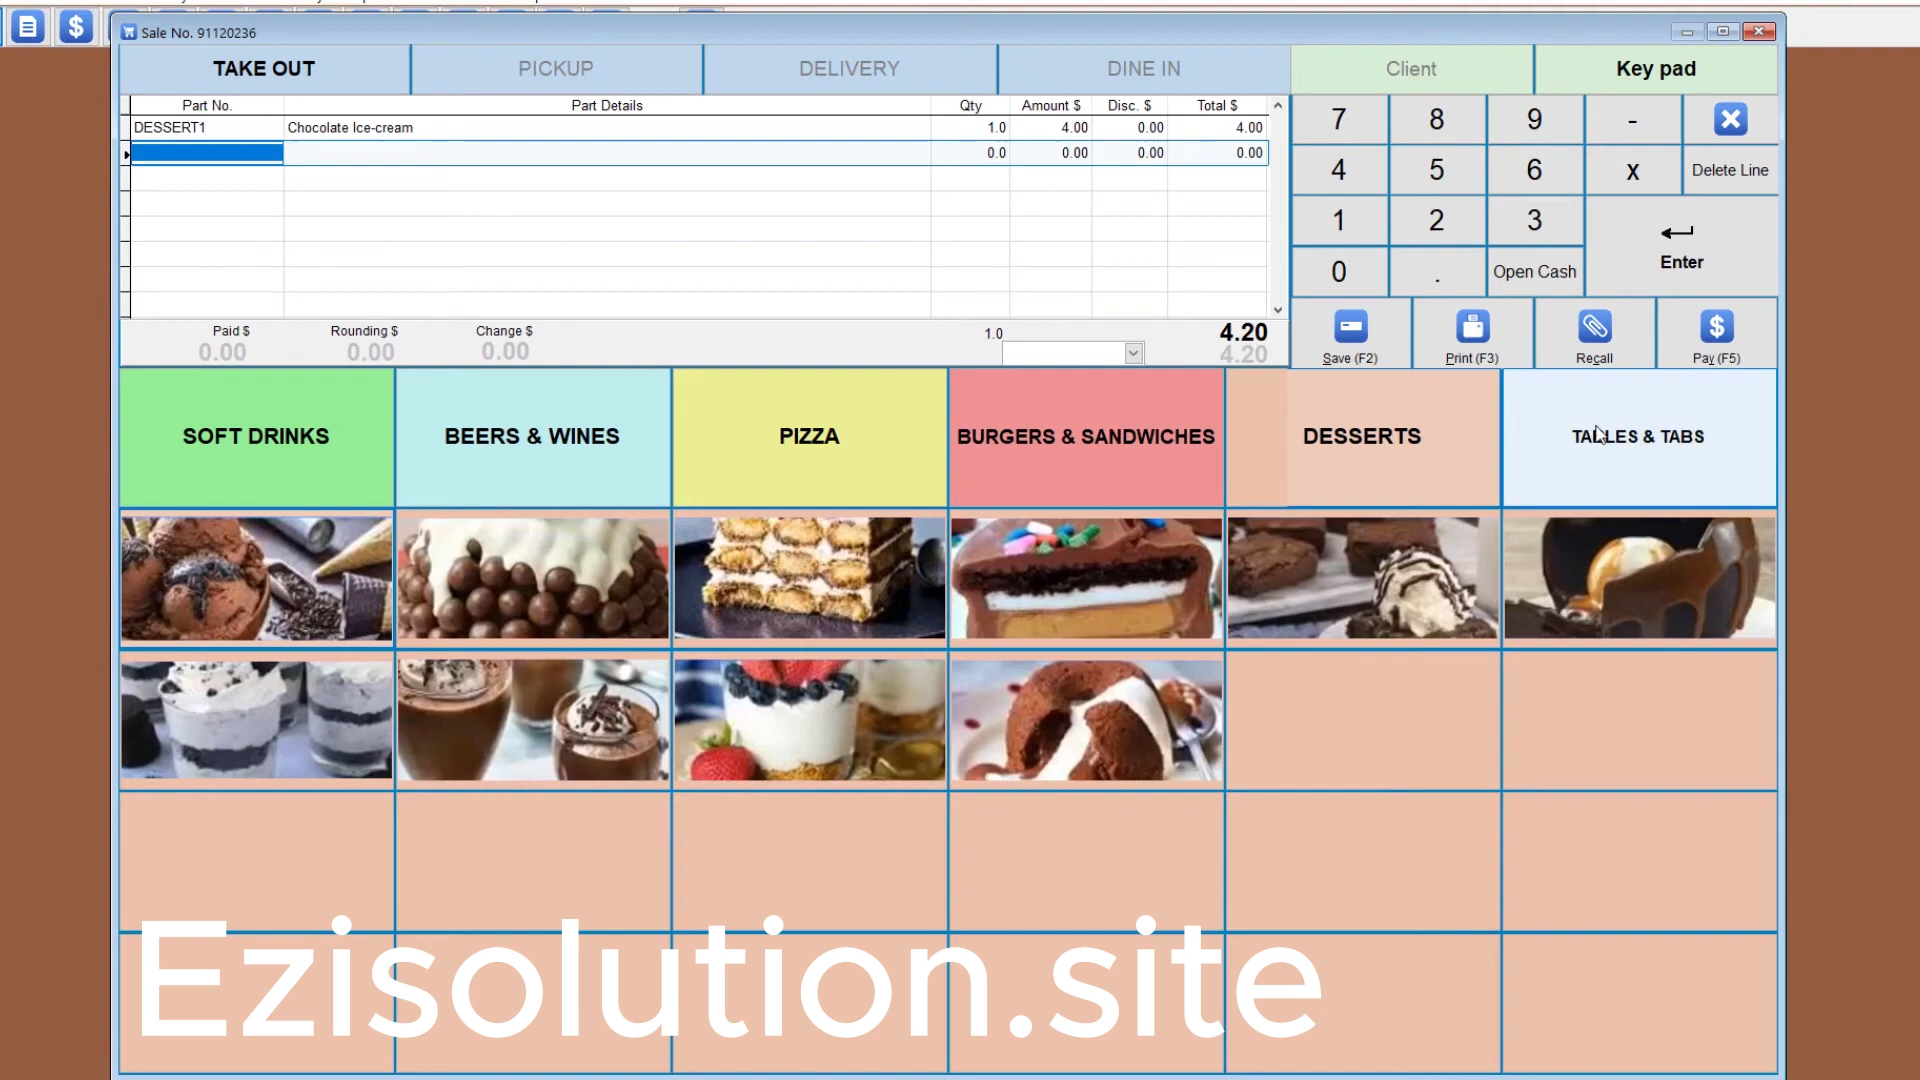 Sale No. 91120236
TAKE OUT PICKUP DELIVERY DINE IN Client Key pad
Part No. Part Details Qty Amount $ Disc. $ Total $
DESSERT1 Chocolate Ice-cream 1.0 4.00 0.00 4.00
0.0 0.00 0.00 0.00
7 8 9 -
4 5 6 x Delete Line
1 2 3
Enter
0 . Open Cash
Paid $ Rounding $ Change $ 1.0 4.20
0.00 0.00 0.00 4.20
Save (F2) Print (F3) Recall Pay (F5)
SOFT DRINKS BEERS & WINES PIZZA BURGERS & SANDWICHES DESSERTS TALLES & TABS
Ezisolution.site